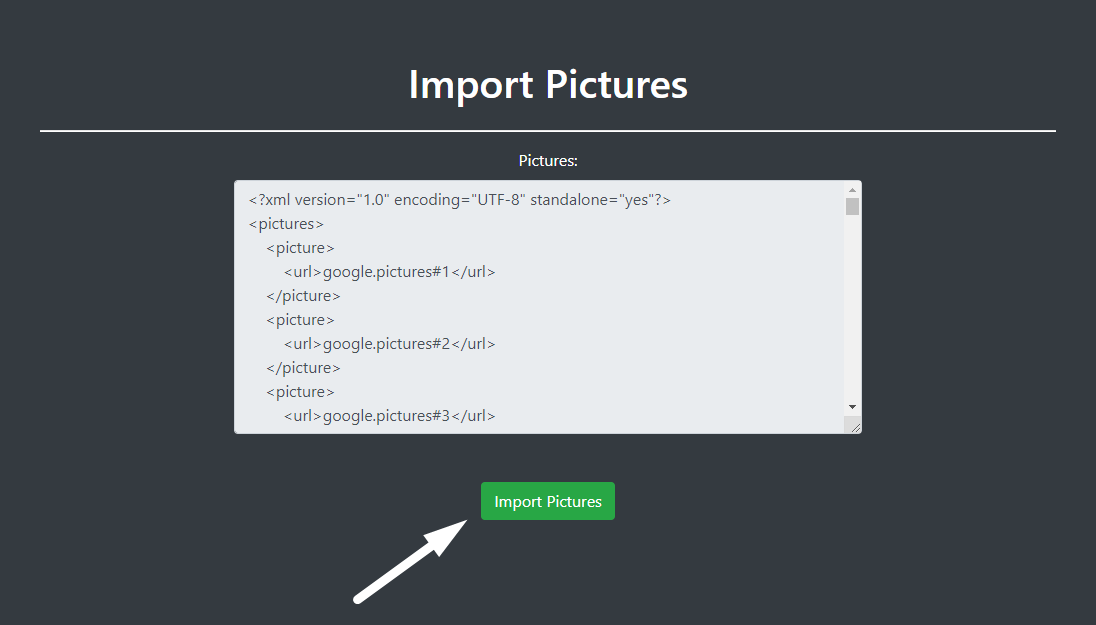 Import Pictures
Pictures:
<?xml version="1.0" encoding="UTF-8" standalone="yes"?>
<pictures>
<picture>
<url>google.pictures#1</url>
</picture>
<picture>
<url>google.pictures#2</url>
</picture>
<picture>
<url>google.pictures#3</url>
Import Pictures